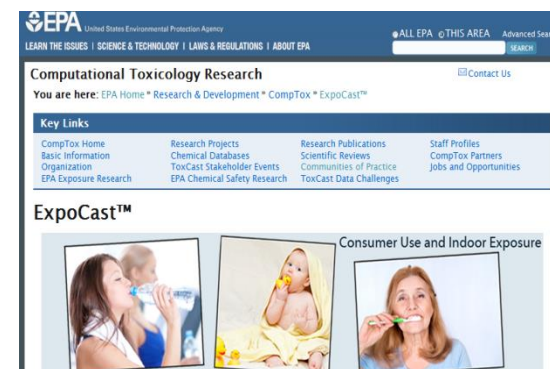 EPA United States Environmental Protection Agency
ALL EPA THIS AREA Advanced Sear
LEARN THE ISSUES | SCIENCE & TECHNOLOGY | LAWS & REGULATIONS | ABOUT EPA
SEARCH
Computational Toxicology Research
Contact Us
You are here: EPA Home * Research & Development * CompTox * ExpoCast™
Key Links
CompTox Home Research Projects Research Publications Staff Profiles
Basic Information Chemical Databases Scientific Reviews CompTox Partners
Organization ToxCast Stakeholder Events Communities of Practice Jobs and Opportunities
EPA Exposure Research EPA Chemical Safety Research ToxCast Data Challenges
ExpoCast™
Consumer Use and Indoor Exposure